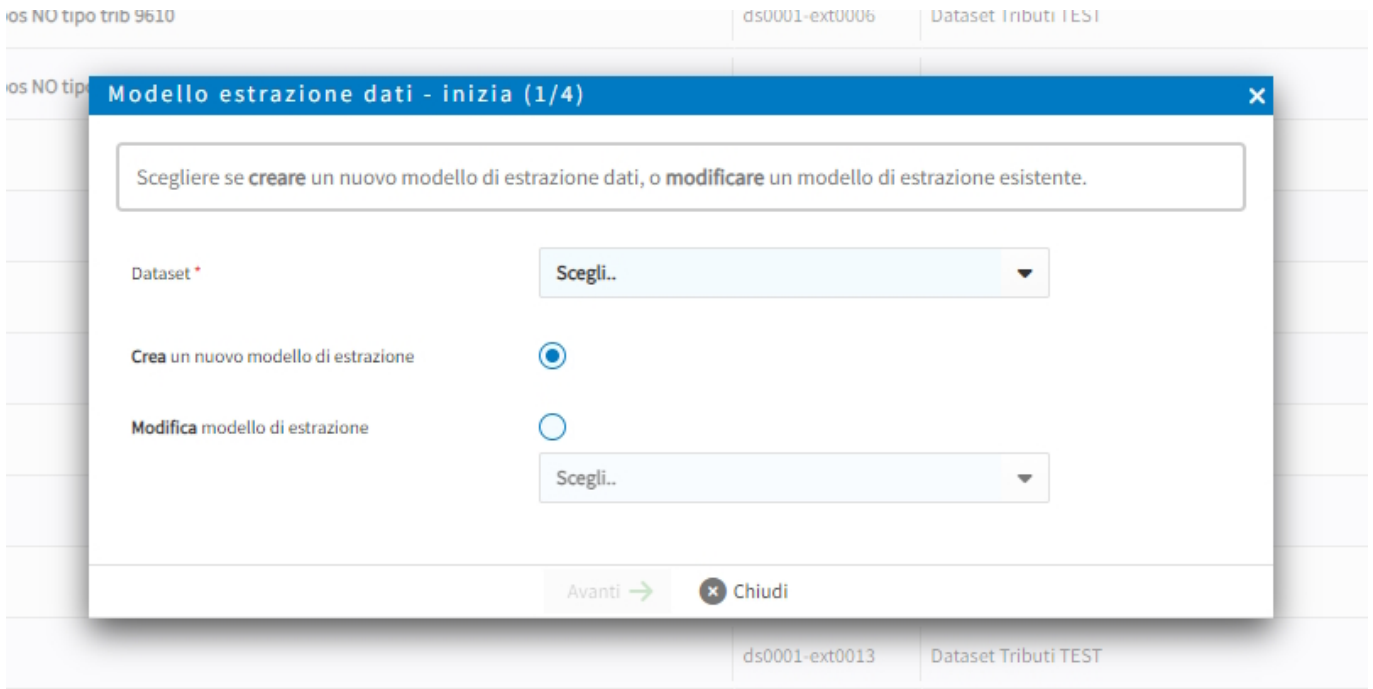 os NO tipo trib 9610 ds0001-ext0006 Dataset Tributi TEST
os NO tipo
Modello estrazione dati - inizia (1/4)
Scegliere se creare un nuovo modello di estrazione dati, o modificare un modello di estrazione esistente.
Dataset * Scegli..
Crea un nuovo modello di estrazione
Modifica modello di estrazione
Scegli..
Avanti Chiudi
ds0001-ext0013 Dataset Tributi TEST